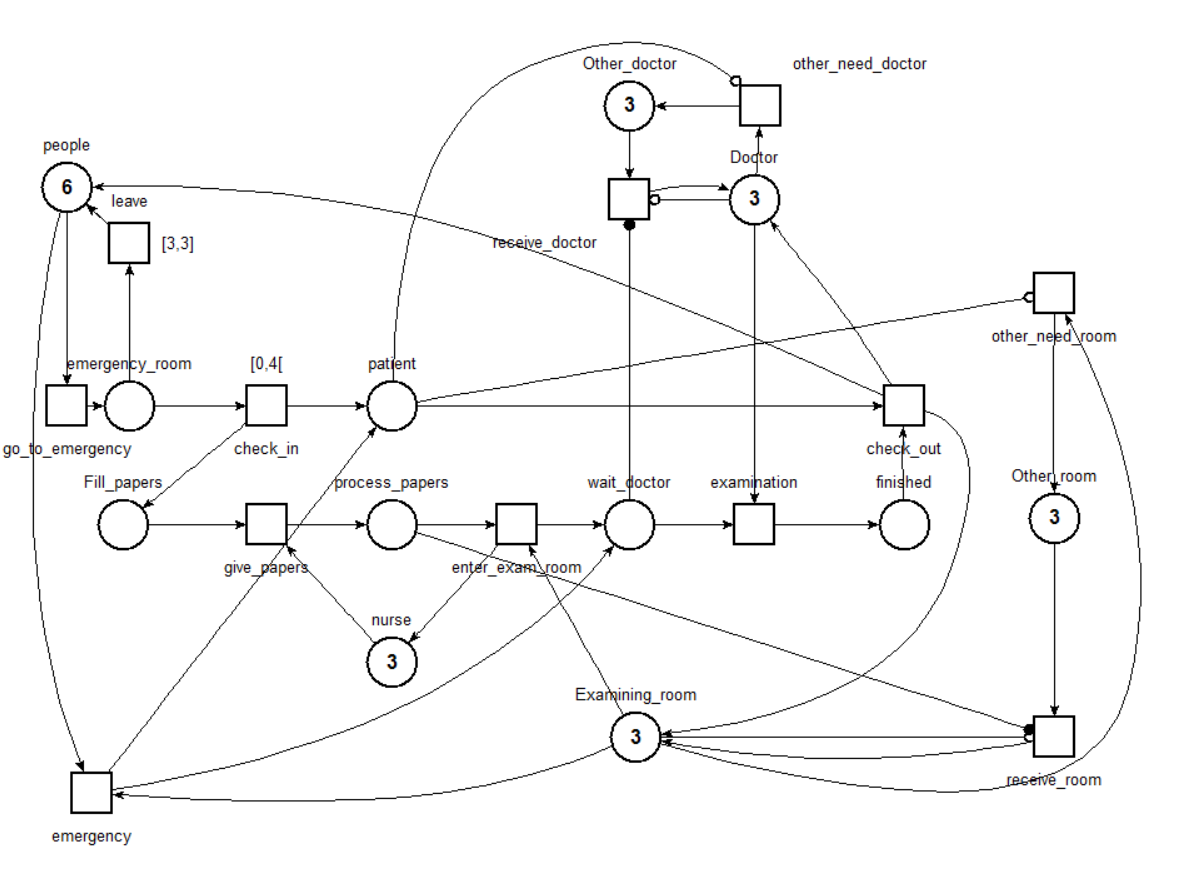 Other_doctor
other_need_doctor
3
people
Doctor
6
leave
3
[3,3]
receive_doctor
other_need_room
emergency_room
[0,4[
patient
go_to_emergency
check_in
check_out
Fill_papers
process_papers
wait_doctor
examination
finished
Other_room
3
give_papers
enter_exam_room
nurse
3
Examining_room
3
receive_room
emergency